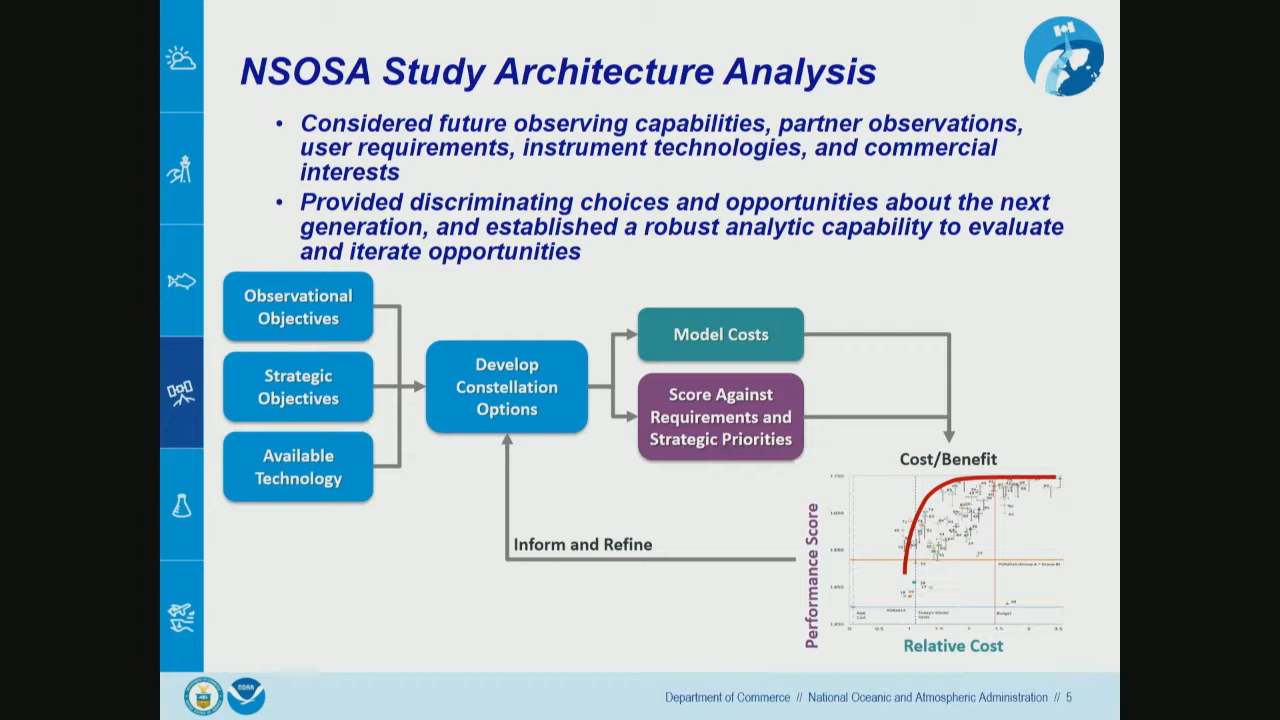 NSOSA Study Architecture Analysis
• Considered future observing capabilities, partner observations,
user requirements, instrument technologies, and commercial
interests
• Provided discriminating choices and opportunities about the next
generation, and established a robust analytic capability to evaluate
and iterate opportunities
Observational
Objectives
Strategic
Objectives
Available
Technology
Develop
Constellation
Options
Model Costs
Score Against
Requirements and
Strategic Priorities
Inform and Refine
Cost/Benefit
Performance Score
Budget
Relative Cost
NOAA
Department of Commerce // National Oceanic and Atmospheric Administration // 5